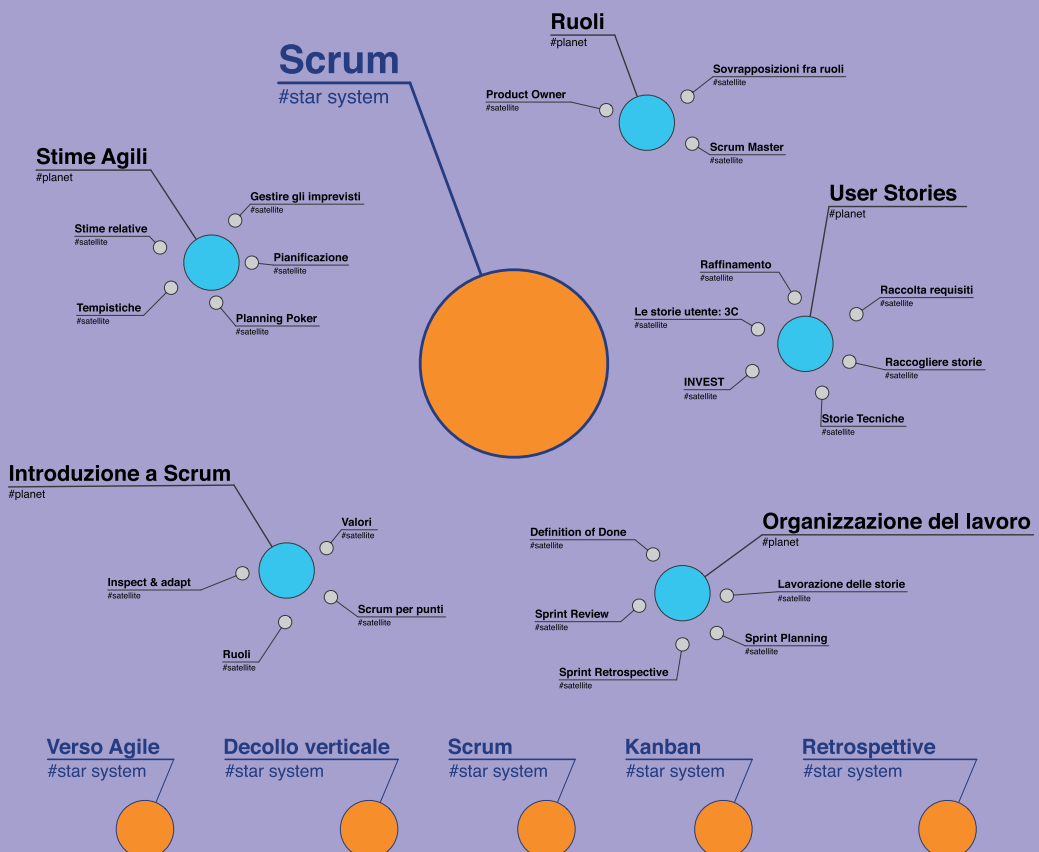 Scrum
#star system
Ruoli
#planet
Product Owner
#satellite
Sovrapposizioni fra ruoli
#satellite
Scrum Master
#satellite
Stime Agili
#planet
Gestire gli imprevisti
#satellite
Stime relative
#satellite
Pianificazione
#satellite
Tempistiche
#satellite
Planning Poker
#satellite
User Stories
#planet
Raffinamento
#satellite
Raccolta requisiti
#satellite
Le storie utente: 3C
#satellite
Raccogliere storie
#satellite
INVEST
#satellite
Storie Tecniche
#satellite
Introduzione a Scrum
#planet
Valori
#satellite
Inspect & adapt
#satellite
Scrum per punti
#satellite
Ruoli
#satellite
Organizzazione del lavoro
#planet
Definition of Done
#satellite
Lavorazione delle storie
#satellite
Sprint Review
#satellite
Sprint Planning
#satellite
Sprint Retrospective
#satellite
Verso Agile
#star system
Decollo verticale
#star system
Scrum
#star system
Kanban
#star system
Retrospettive
#star system